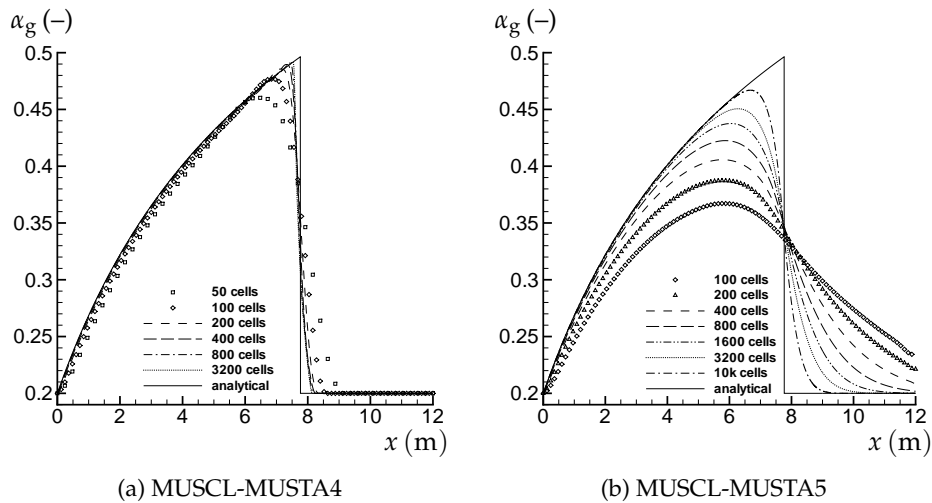 αg (–)
0.5
0.45
0.4
0.35
0.3
0.25
0.2
50 cells
100 cells
200 cells
400 cells
800 cells
3200 cells
analytical
0 2 4 6 8 10 12
x (m)
(a) MUSCL-MUSTA4
αg (–)
0.5
0.45
0.4
0.35
0.3
0.25
0.2
100 cells
200 cells
400 cells
800 cells
1600 cells
3200 cells
10k cells
analytical
0 2 4 6 8 10 12
x (m)
(b) MUSCL-MUSTA5